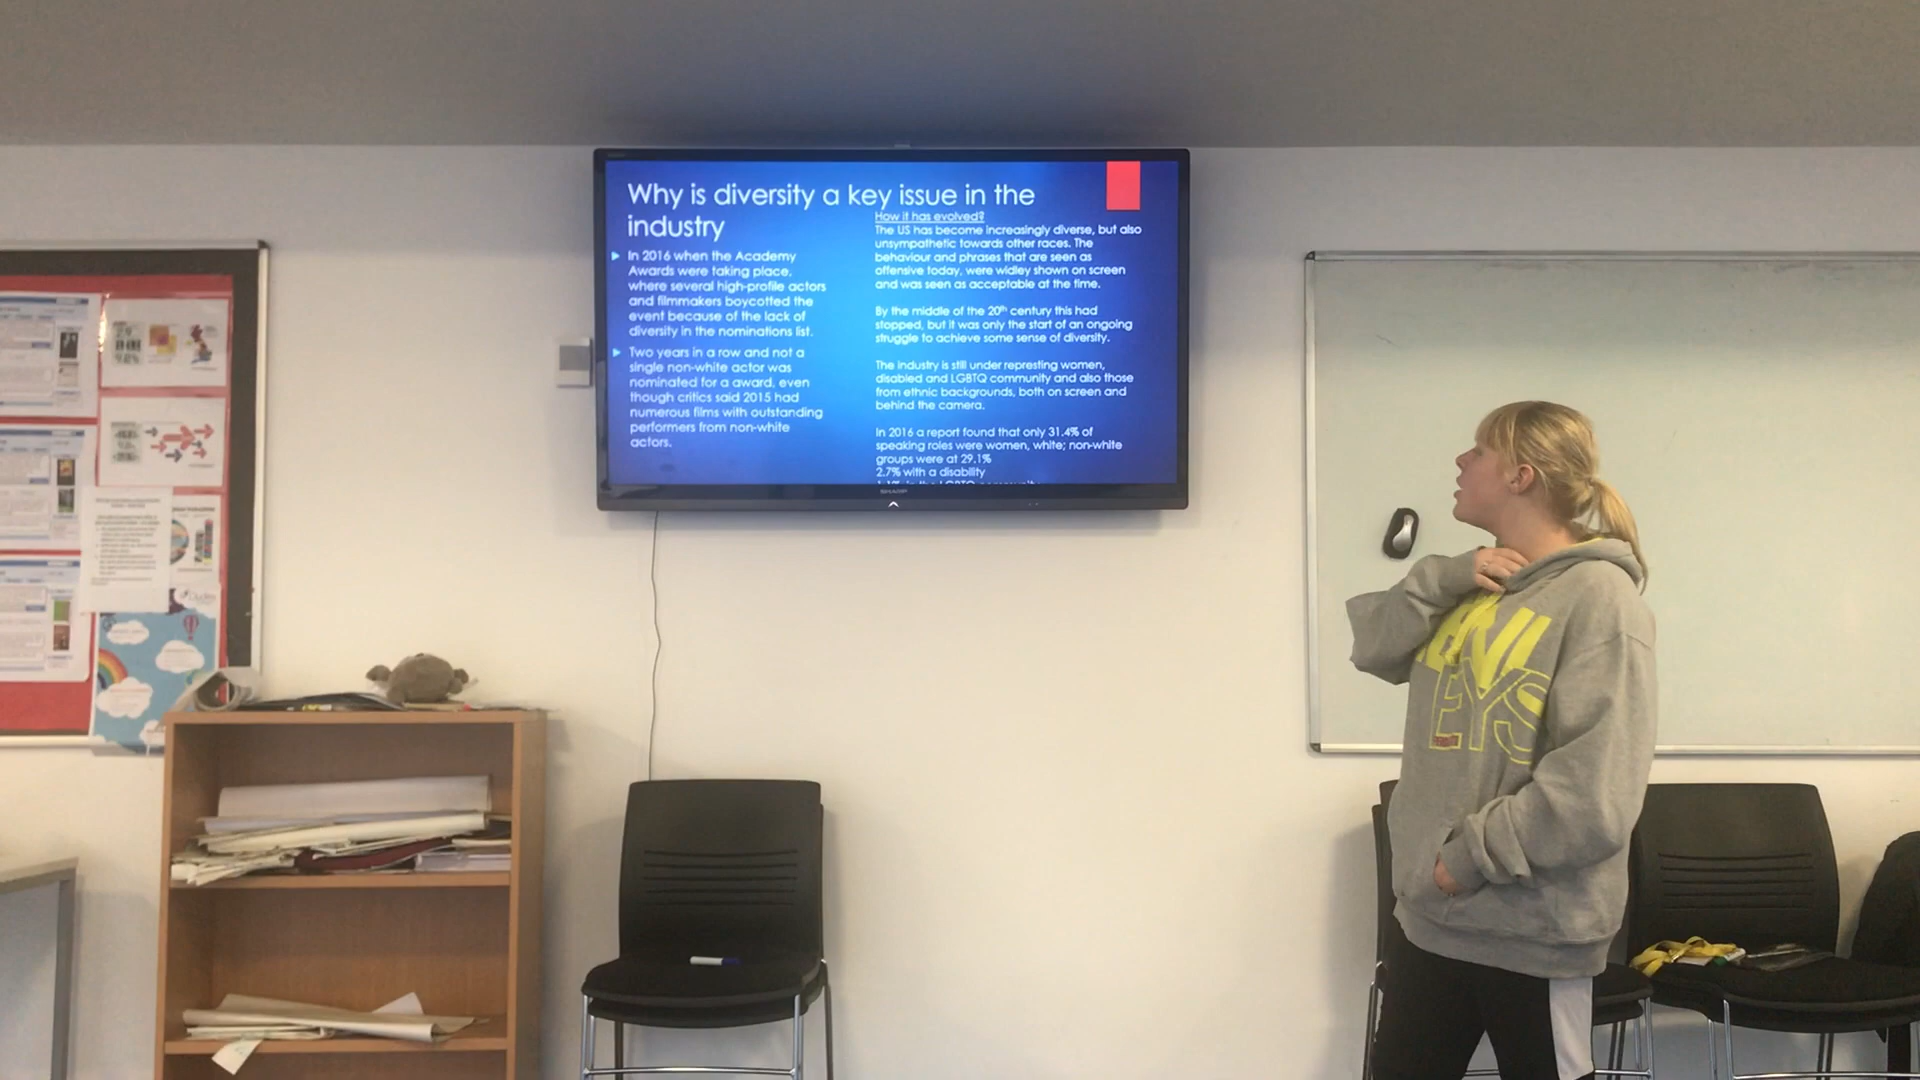 Why is diversity a key issue in the
industry
In 2016 when the Academy
Awards were taking place,
where several high-profile actors
and filmmakers boycotted the
event because of the lack of
diversity in the nominations list.
Two years in a row and not a
single non-white actor was
nominated for a award, even
though critics said 2015 had
numerous films with outstanding
performers from non-white
actors.
How it has evolved?
The US has become increasingly diverse, but also
unsympathetic towards other races. The
behaviour and phrases that are seen as
offensive today, were widley shown on screen
and was seen as acceptable at the time.
By the middle of the 20th century this had
stopped, but it was only the start of an ongoing
struggle to achieve some sense of diversity.
The industry is still under represting women,
disabled and LGBTQ community and also those
from ethnic backgrounds, both on screen and
behind the camera.
In 2016 a report found that only 31.4% of
speaking roles were women, white; non-white
groups were at 29.1%
2.7% with a disability
in the LGBTQ community
SHARP
EYS